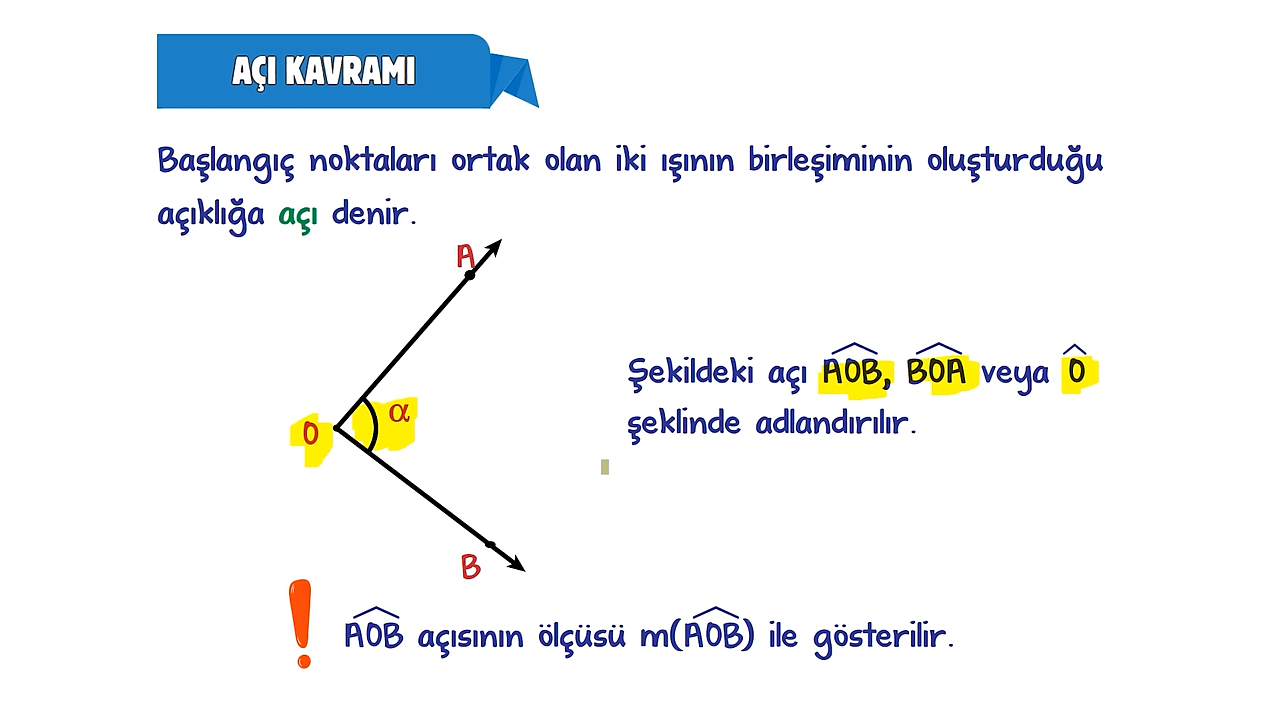 AÇI KAVRAMI
Başlangıç noktaları ortak olan iki ışının birleşiminin oluşturduğu
açıklığa açı denir.
A
α
O
B
Şekildeki açı AOB, BOA veya O
şeklinde adlandırılır.
! AOB açısının ölçüsü m(AOB) ile gösterilir.